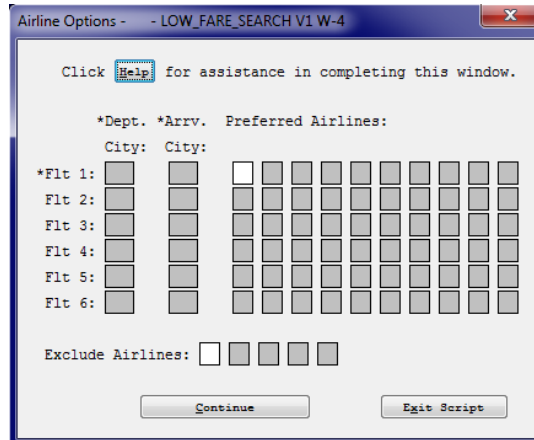 Airline Options - - LOW_FARE_SEARCH V1 W-4
X
Click Help for assistance in completing this window.
*Dept. *Arrv. Preferred Airlines:
City: City:
*Flt 1:
Flt 2:
Flt 3:
Flt 4:
Flt 5:
Flt 6:
Exclude Airlines:
Continue Exit Script